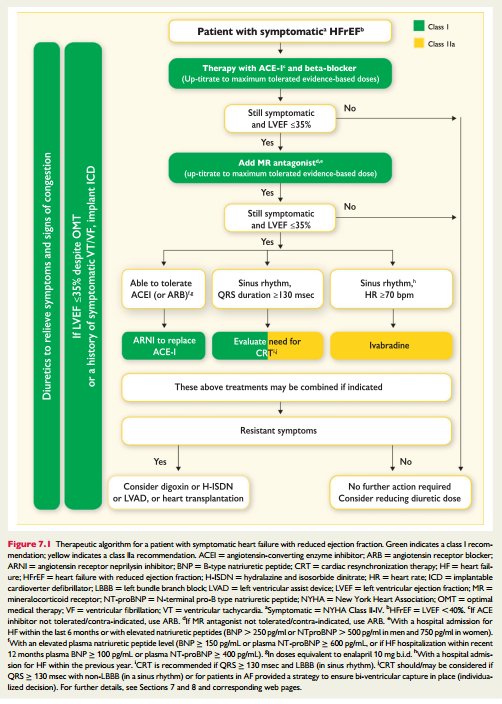 Patient with symptomaticᵃ HFrEFᵇ
Class I
Class IIa
Diuretics to relieve symptoms and signs of congestion
If LVEF ≤35% despite OMT
or a history of symptomatic VT/VF, implant ICD
Therapy with ACE-Iᶜ and beta-blocker
(Up-titrate to maximum tolerated evidence-based doses)
Still symptomatic
and LVEF ≤35%
No
Yes
Add MR antagonistᵈ,ᵉ
(up-titrate to maximum tolerated evidence-based dose)
Yes
Still symptomatic
and LVEF ≤35%
No
Yes
Able to tolerate
ACEI (or ARB)ᶠ,ᵍ
Sinus rhythm,
QRS duration ≥130 msec
Sinus rhythm,ʰ
HR ≥70 bpm
ARNI to replace
ACE-I
Evaluate need for
CRTⁱ,ʲ
Ivabradine
These above treatments may be combined if indicated
Resistant symptoms
Yes
No
Consider digoxin or H-ISDN
or LVAD, or heart transplantation
No further action required
Consider reducing diuretic dose
Figure 7.1 Therapeutic algorithm for a patient with symptomatic heart failure with reduced ejection fraction. Green indicates a class I recom-
mendation; yellow indicates a class IIa recommendation. ACEI = angiotensin-converting enzyme inhibitor; ARB = angiotensin receptor blocker;
ARNI = angiotensin receptor neprilysin inhibitor; BNP = B-type natriuretic peptide; CRT = cardiac resynchronization therapy; HF = heart fail-
ure; HFrEF = heart failure with reduced ejection fraction; H-ISDN = hydralazine and isosorbide dinitrate; HR = heart rate; ICD = implantable
cardioverter defibrillator; LBBB = left bundle branch block; LVAD = left ventricular assist device; LVEF = left ventricular ejection fraction; MR =
mineralocorticoid receptor; NT-proBNP = N-terminal pro-B type natriuretic peptide; NYHA = New York Heart Association; OMT = optimal
medical therapy; VF = ventricular fibrillation; VT = ventricular tachycardia. ᵃSymptomatic = NYHA Class II-IV. ᵇHFrEF = LVEF <40%. ᶜIf ACE
inhibitor not tolerated/contra-indicated, use ARB. ᵈIf MR antagonist not tolerated/contra-indicated, use ARB. ᵉWith a hospital admission for
HF within the last 6 months or with elevated natriuretic peptides (BNP > 250 pg/ml or NTproBNP > 500 pg/ml in men and 750 pg/ml in women).
ᶠWith an elevated plasma natriuretic peptide level (BNP ≥ 150 pg/mL or plasma NT-proBNP ≥ 600 pg/mL, or if HF hospitalization within recent
12 months plasma BNP ≥ 100 pg/mL or plasma NT-proBNP ≥ 400 pg/mL). ᵍIn doses equivalent to enalapril 10 mg b.i.d. ʰWith a hospital admis-
sion for HF within the previous year. ⁱCRT is recommended if QRS ≥ 130 msec and LBBB (in sinus rhythm). ʲCRT should/may be considered if
QRS ≥ 130 msec with non-LBBB (in a sinus rhythm) or for patients in AF provided a strategy to ensure bi-ventricular capture in place (individua-
lized decision). For further details, see Sections 7 and 8 and corresponding web pages.